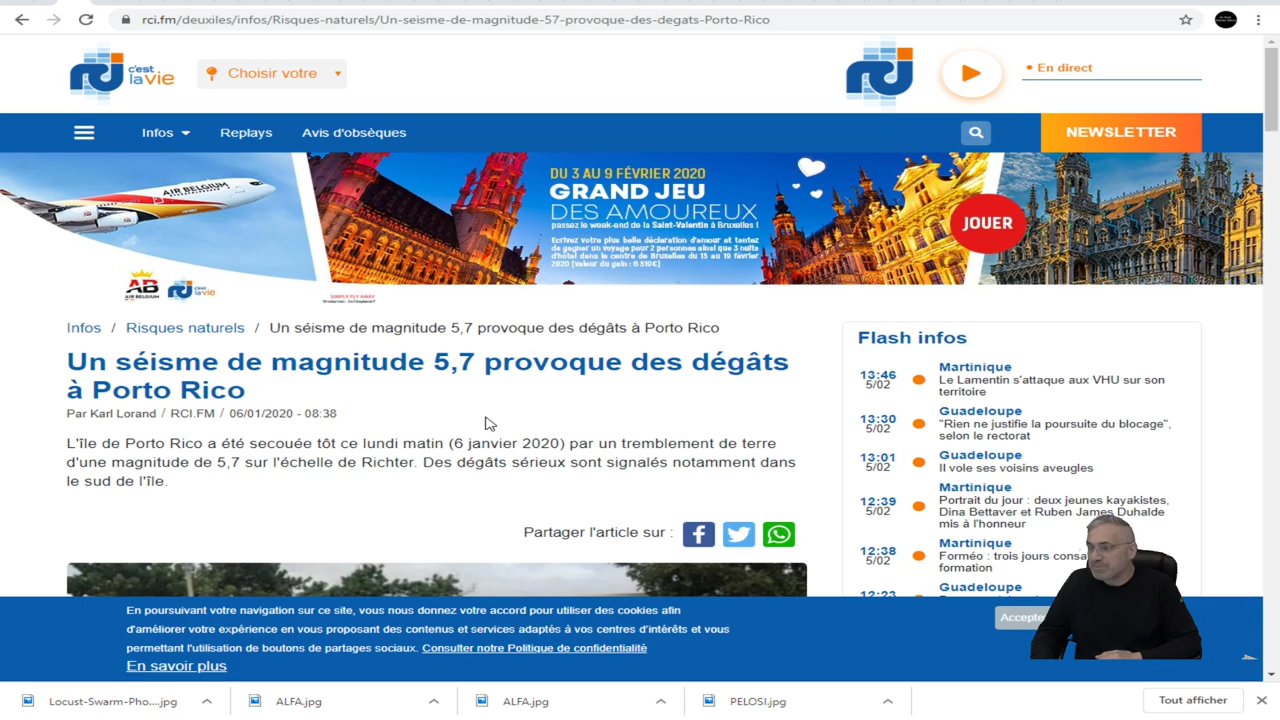 rci.fm/deuxiles/infos/Risques-naturels/Un-seisme-de-magnitude-57-provoque-des-degats-Porto-Rico
c'est
la vie
Choisir votre
En direct
Infos
Replays
Avis d'obsèques
NEWSLETTER
AIR BELGIUM
DU 3 AU 9 FÉVRIER 2020
GRAND JEU
DES AMOUREUX
passez le week-end de la Saint-Valentin à Bruxelles !
Ecrivez votre plus belle déclaration d'amour et tentez
de gagner un voyage pour 2 personnes ainsi que 3 nuits
d'hôtel dans le centre de Bruxelles du 15 au 19 février
2020 (valeur du gain : 6 310€)
JOUER
AB
AIR BELGIUM
c'est
la vie
SIMPLY FLY AWAY
Infos / Risques naturels / Un séisme de magnitude 5,7 provoque des dégâts à Porto Rico
Un séisme de magnitude 5,7 provoque des dégâts
à Porto Rico
Par Karl Lorand / RCI.FM / 06/01/2020 - 08:38
L'île de Porto Rico a été secouée tôt ce lundi matin (6 janvier 2020) par un tremblement de terre
d'une magnitude de 5,7 sur l'échelle de Richter. Des dégâts sérieux sont signalés notamment dans
le sud de l'île.
Partager l'article sur :
Flash infos
13:46
5/02
Martinique
Le Lamentin s'attaque aux VHU sur son
territoire
13:30
5/02
Guadeloupe
"Rien ne justifie la poursuite du blocage",
selon le rectorat
13:01
5/02
Guadeloupe
Il vole ses voisins aveugles
12:39
5/02
Martinique
Portrait du jour : deux jeunes kayakistes,
Dina Bettaver et Ruben James Duhalde
mis à l'honneur
12:38
5/02
Martinique
Forméo : trois jours consa
formation
12:23
Guadeloupe
En poursuivant votre navigation sur ce site, vous nous donnez votre accord pour utiliser des cookies afin
d'améliorer votre expérience en vous proposant des contenus et services adaptés à vos centres d'intérêts et vous
permettant l'utilisation de boutons de partages sociaux. Consulter notre Politique de confidentialité
En savoir plus
Accepte
Locust-Swarm-Pho....jpg
ALFA.jpg
ALFA.jpg
PELOSI.jpg
Tout afficher